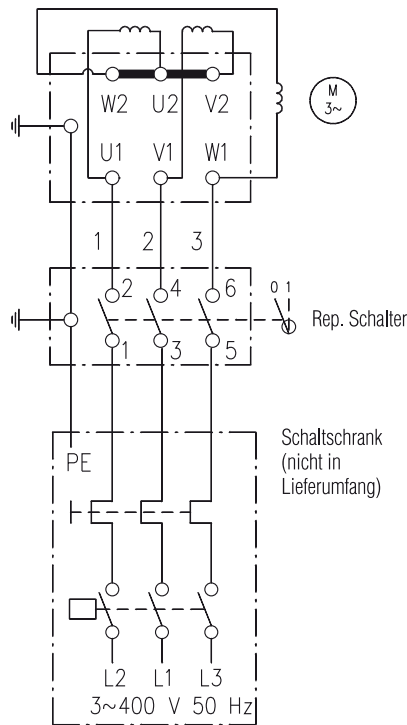 M
3~
W2 U2 V2
U1 V1 W1
1 2 3
2 4 6
0 1
Rep. Schalter
1 3 5
Schaltschrank
(nicht in
Lieferumfang)
PE
L2 L1 L3
3~400 V 50 Hz